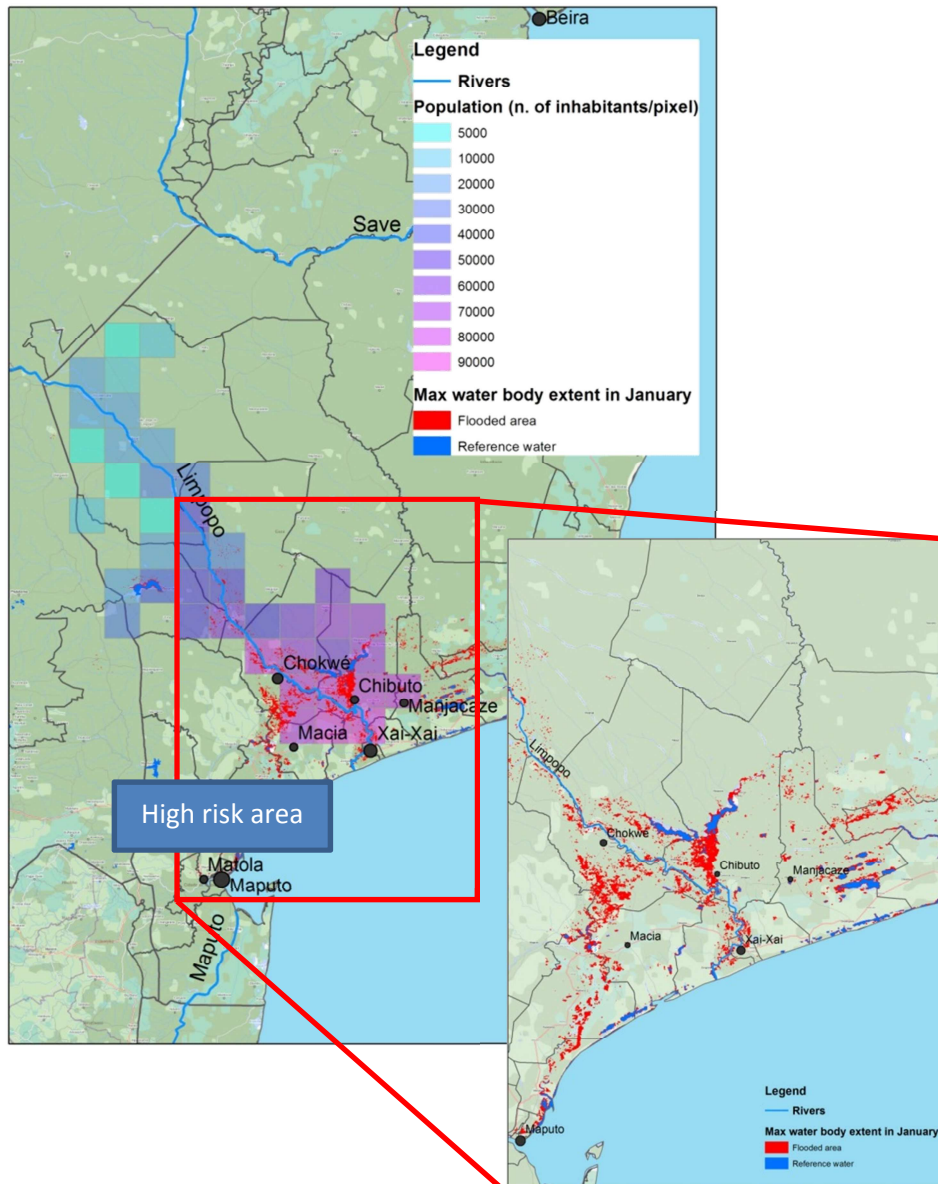 Beira
Legend
Rivers
Population (n. of inhabitants/pixel)
5000
10000
20000
30000
40000
50000
60000
70000
80000
90000
Max water body extent in January
Flooded area
Reference water
Save
Limpopo
Chokwé
Chibuto
Manjacaze
Macia
Xai-Xai
High risk area
Matola
Maputo
Maputo
Limpopo
Chokwé
Chibuto
Manjacaze
Macia
Xai-Xai
Maputo
Legend
Rivers
Max water body extent in January
Flooded area
Reference water